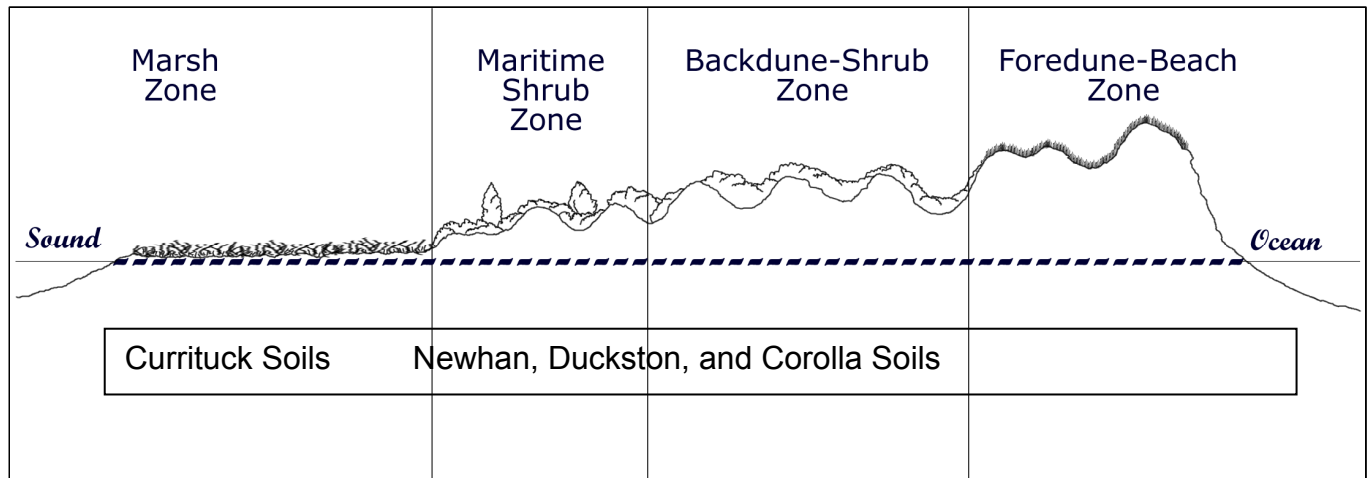 Marsh
Zone
Maritime
Shrub
Zone
Backdune-Shrub
Zone
Foredune-Beach
Zone
Sound
Ocean
Currituck Soils Newhan, Duckston, and Corolla Soils